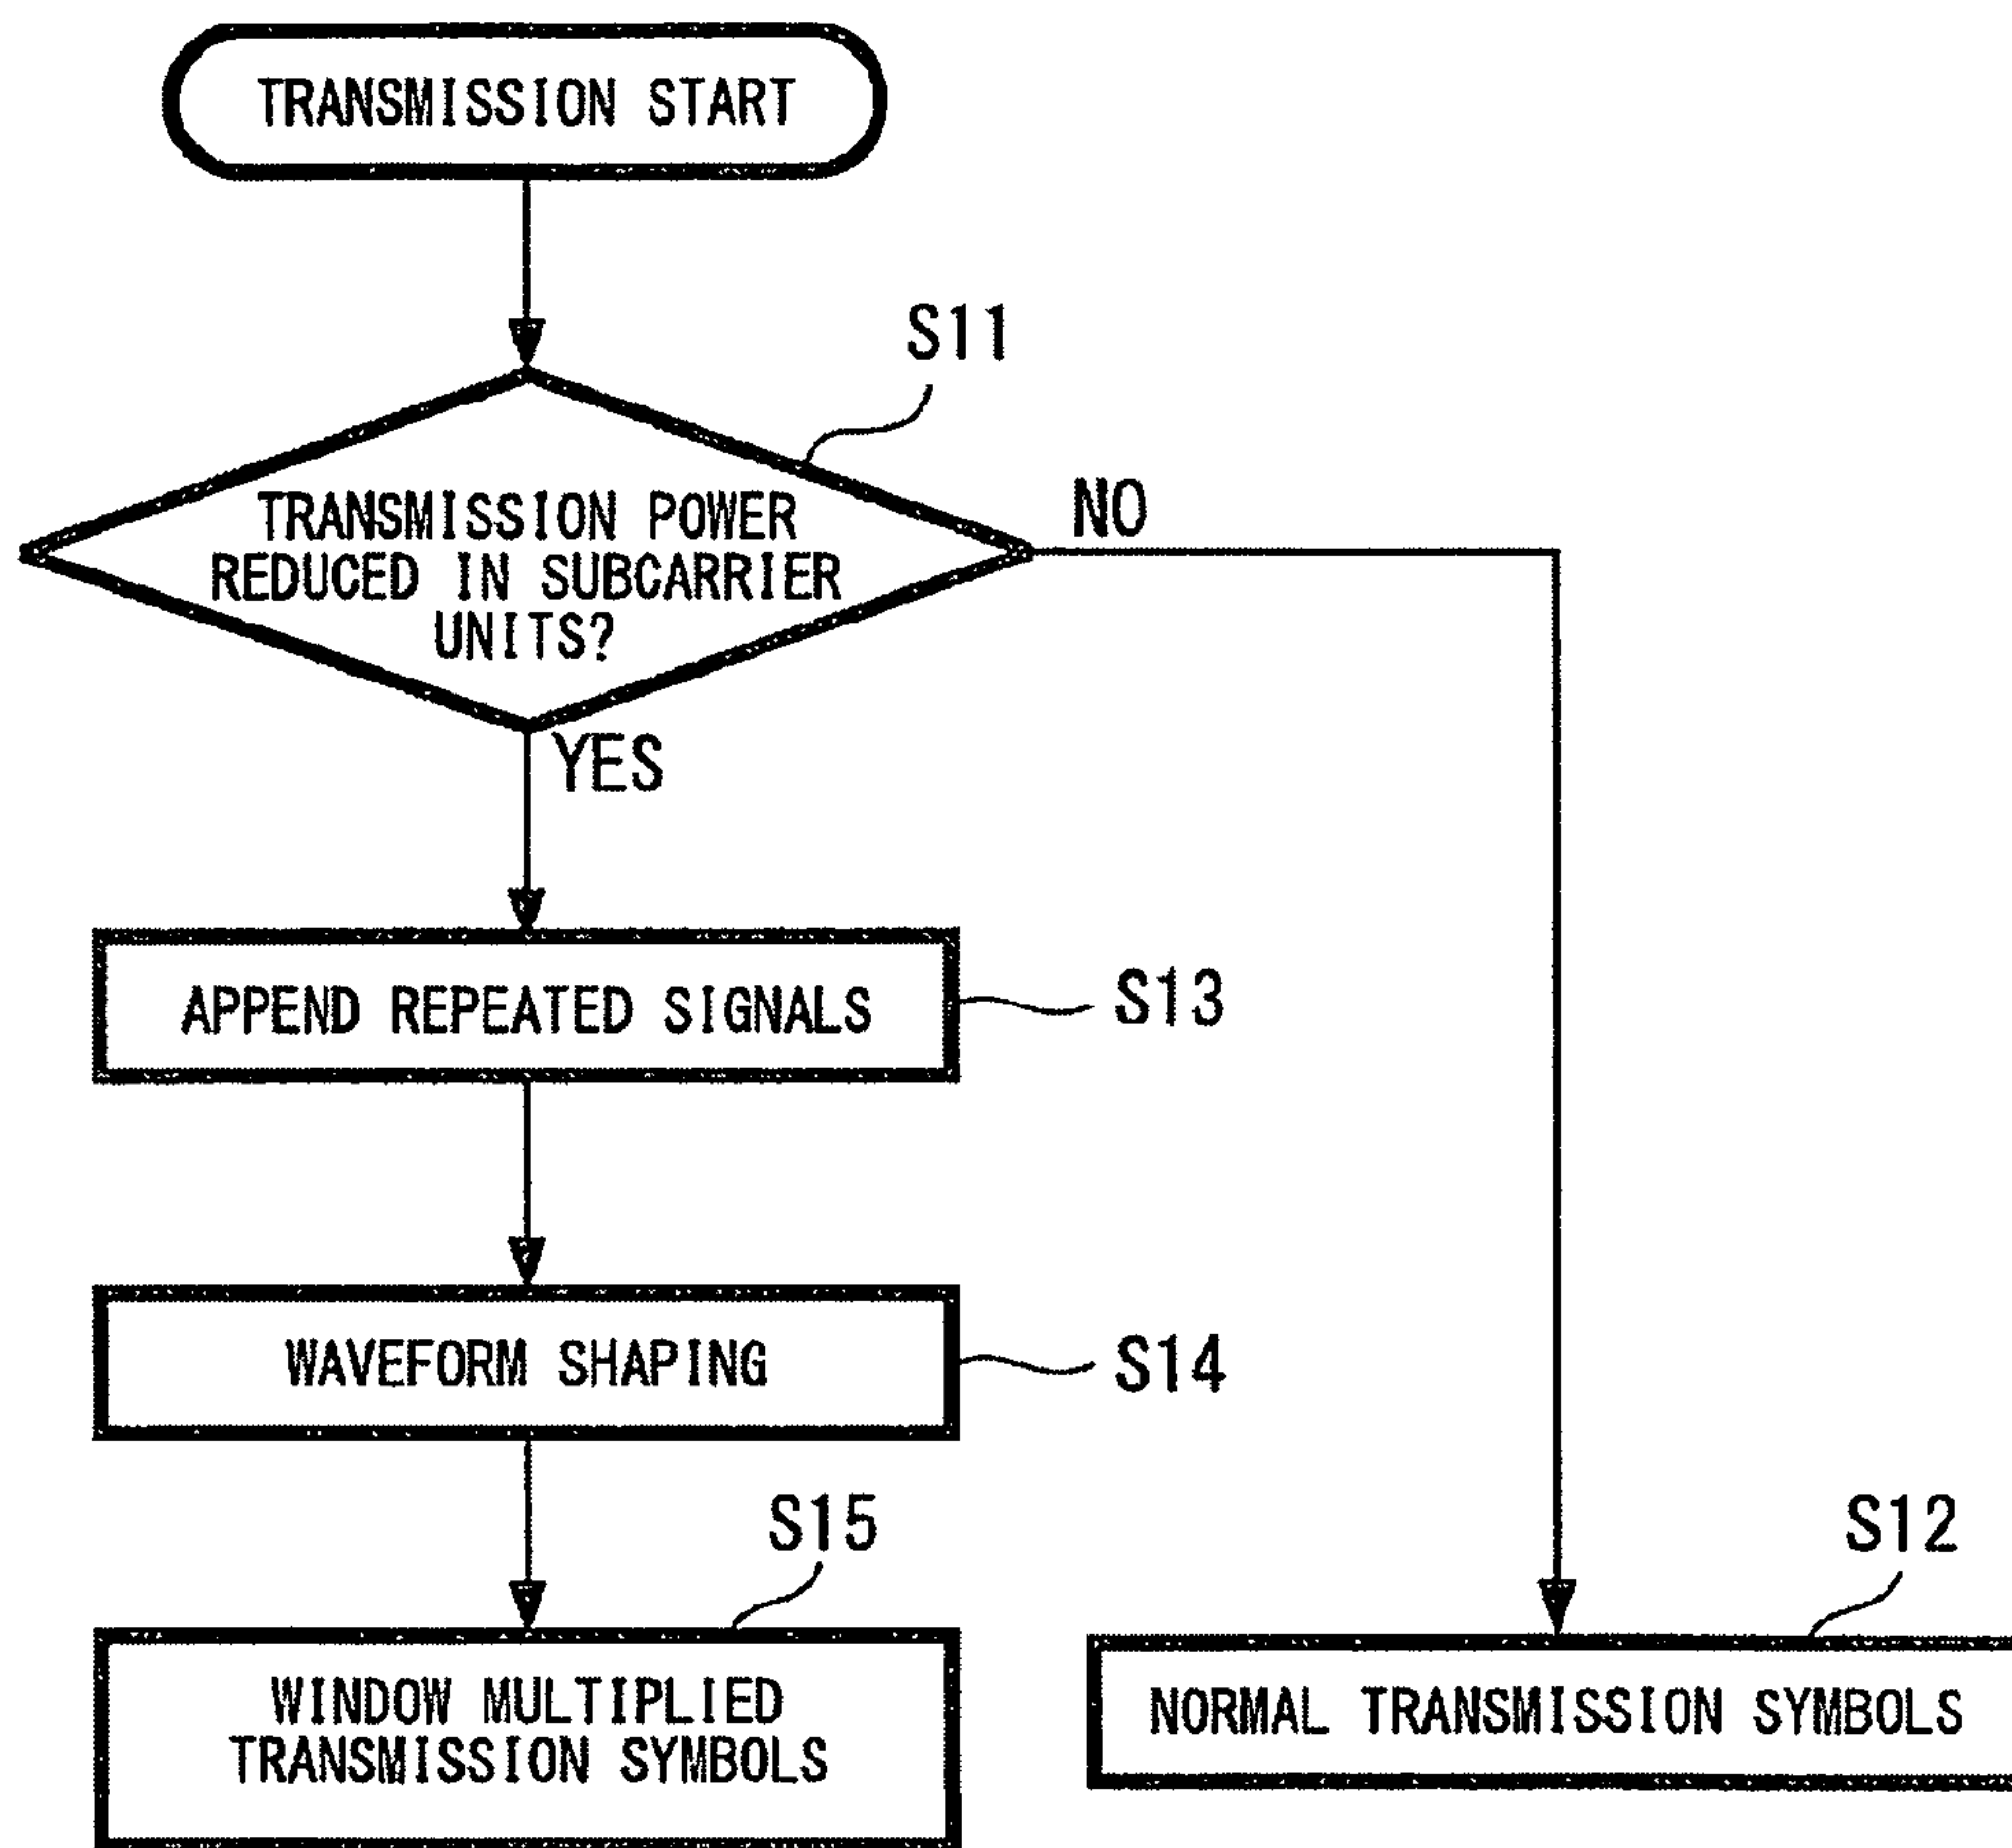 TRANSMISSION START
S11
TRANSMISSION POWER
REDUCED IN SUBCARRIER
UNITS?
NO
YES
APPEND REPEATED SIGNALS
S13
WAVEFORM SHAPING
S14
S15
WINDOW MULTIPLIED
TRANSMISSION SYMBOLS
S12
NORMAL TRANSMISSION SYMBOLS